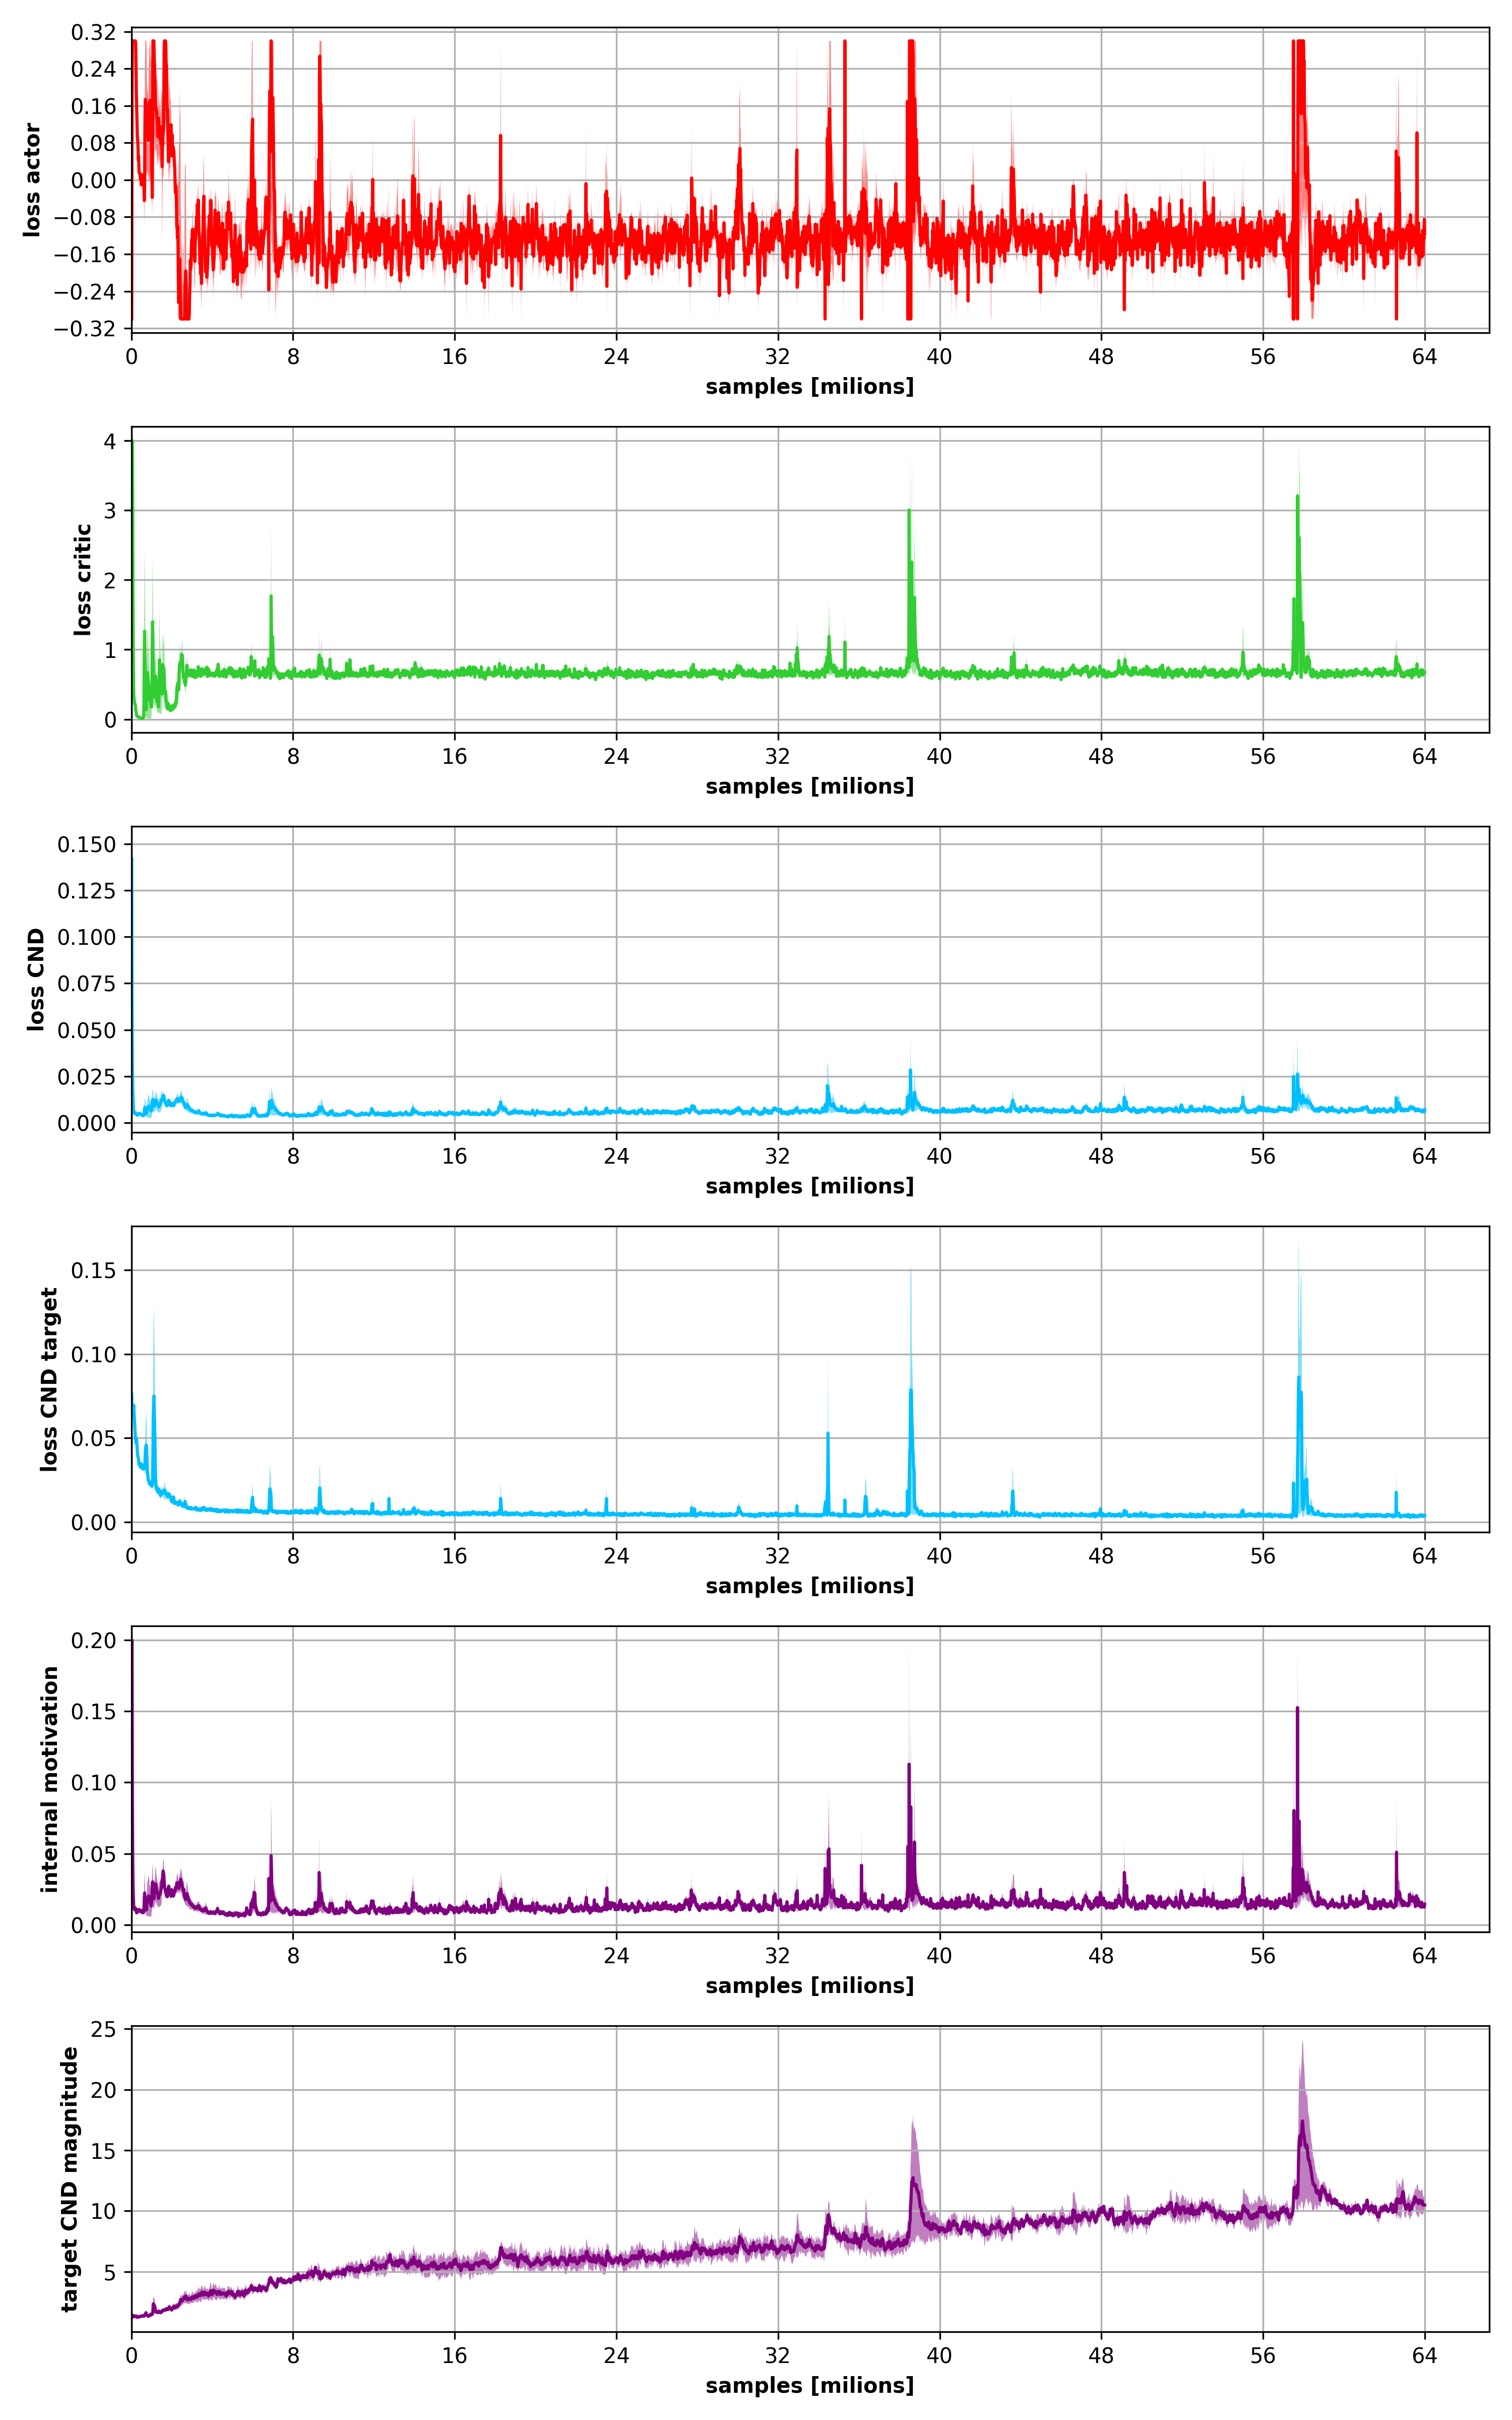 loss actor
0.32
0.24
0.16
0.08
0.00
−0.08
−0.16
−0.24
−0.32
0 8 16 24 32 40 48 56 64
samples [milions]
loss critic
4
3
2
1
0
0 8 16 24 32 40 48 56 64
samples [milions]
loss CND
0.150
0.125
0.100
0.075
0.050
0.025
0.000
0 8 16 24 32 40 48 56 64
samples [milions]
loss CND target
0.15
0.10
0.05
0.00
0 8 16 24 32 40 48 56 64
samples [milions]
internal motivation
0.20
0.15
0.10
0.05
0.00
0 8 16 24 32 40 48 56 64
samples [milions]
target CND magnitude
25
20
15
10
5
0 8 16 24 32 40 48 56 64
samples [milions]